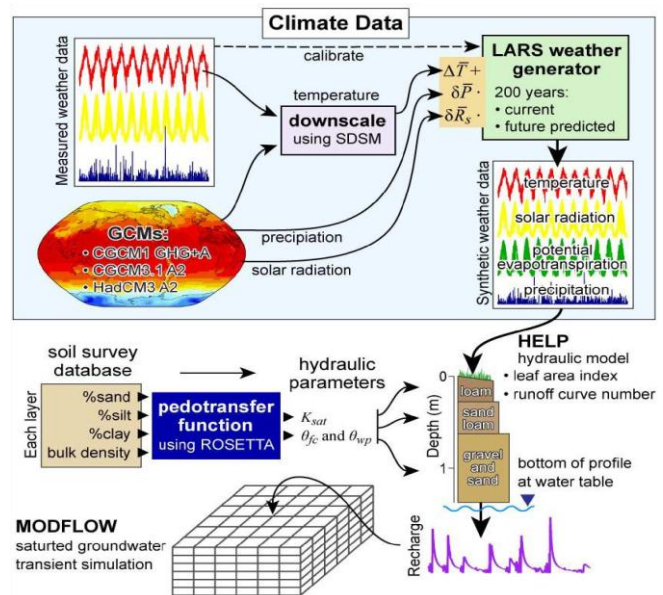 Climate Data
Measured weather data
calibrate
temperature
downscale
using SDSM
ΔT̅ +
δP̅ ·
δR̅s ·
LARS weather
generator
200 years:
• current
• future predicted
GCMs:
• CGCM1 GHG+A
• CGCM3.1 A2
• HadCM3 A2
precipiation
solar radiation
Synthetic weather data
temperature
solar radiation
potential
evapotranspiration
precipitation
soil survey
database
Each layer
%sand
%silt
%clay
bulk density
pedotransfer
function
using ROSETTA
hydraulic
parameters
Ksat
θfc and θwp
HELP
hydraulic model
• leaf area index
• runoff curve number
Depth (m)
0
1
loam
sand
loam
gravel
and
sand
bottom of profile
at water table
MODFLOW
saturted groundwater
transient simulation
Recharge